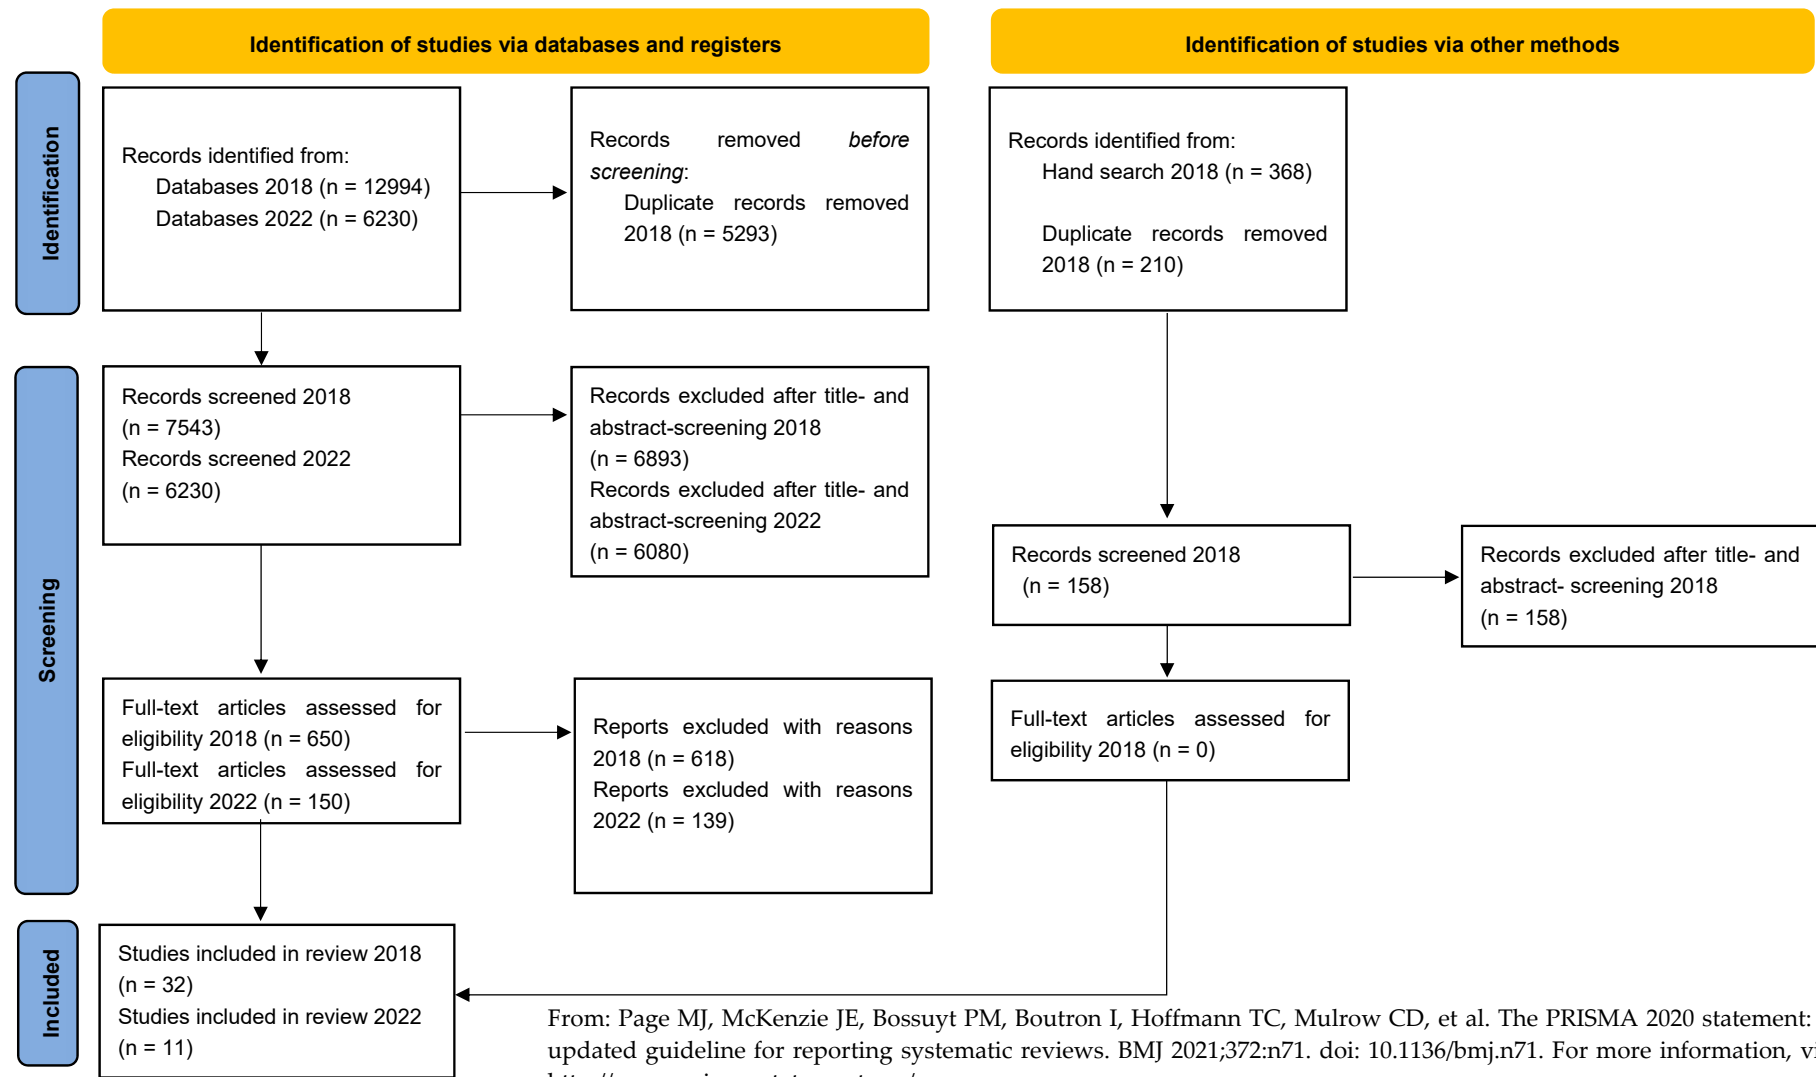 Identification of studies via databases and registers
Identification of studies via other methods
Identification
Records identified from:
Databases 2018 (n = 12994)
Databases 2022 (n = 6230)
Records removed before
screening:
Duplicate records removed
2018 (n = 5293)
Records identified from:
Hand search 2018 (n = 368)
Duplicate records removed
2018 (n = 210)
Screening
Records screened 2018
(n = 7543)
Records screened 2022
(n = 6230)
Records excluded after title- and
abstract-screening 2018
(n = 6893)
Records excluded after title- and
abstract-screening 2022
(n = 6080)
Records screened 2018
(n = 158)
Records excluded after title- and
abstract- screening 2018
(n = 158)
Full-text articles assessed for
eligibility 2018 (n = 650)
Full-text articles assessed for
eligibility 2022 (n = 150)
Reports excluded with reasons
2018 (n = 618)
Reports excluded with reasons
2022 (n = 139)
Full-text articles assessed for
eligibility 2018 (n = 0)
Included
Studies included in review 2018
(n = 32)
Studies included in review 2022
(n = 11)
From: Page MJ, McKenzie JE, Bossuyt PM, Boutron I, Hoffmann TC, Mulrow CD, et al. The PRISMA 2020 statement:
updated guideline for reporting systematic reviews. BMJ 2021;372:n71. doi: 10.1136/bmj.n71. For more information, vi